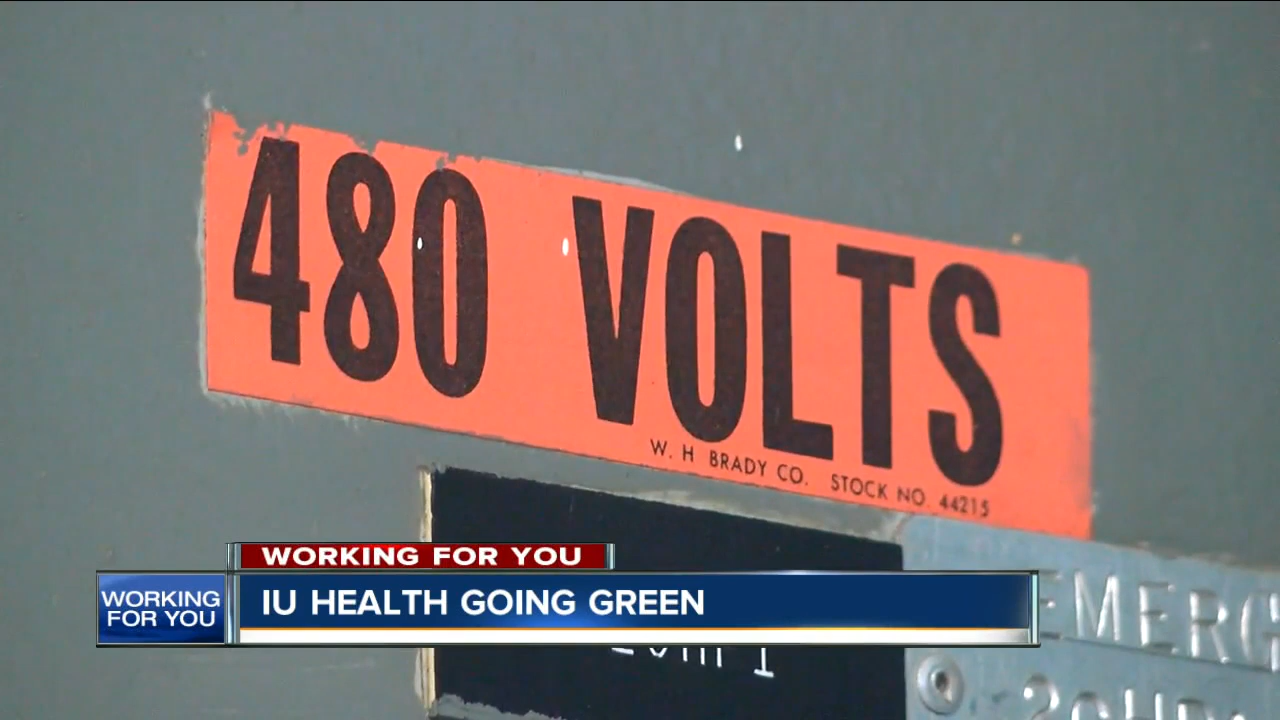 480 VOLTS
W. H BRADY CO. STOCK NO. 44215
WORKING FOR YOU
WORKING
FOR YOU
IU HEALTH GOING GREEN